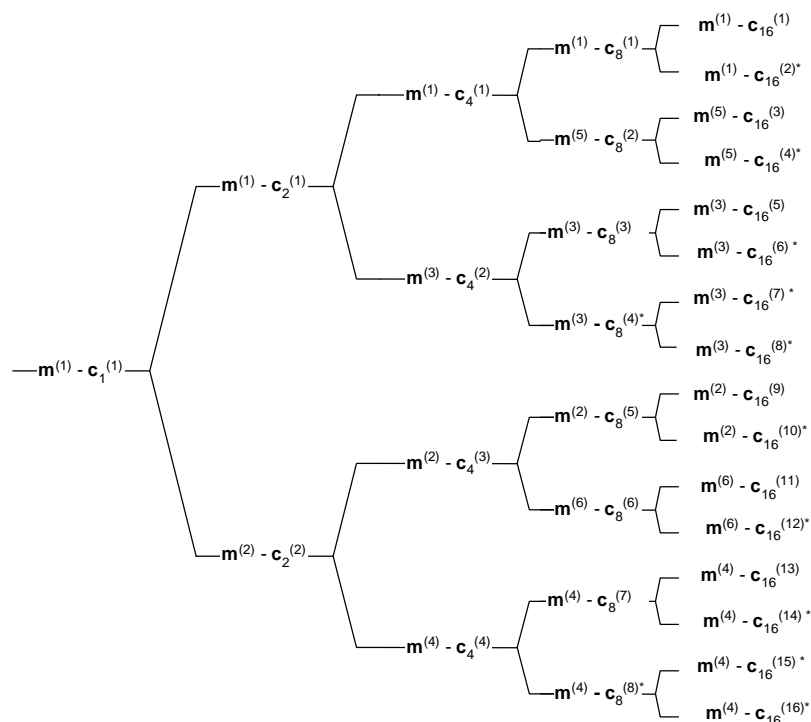 m(1) - c16(1)
m(1) - c8(1)
m(1) - c16(2)*
m(1) - c4(1)
m(5) - c16(3)
m(5) - c8(2)
m(5) - c16(4)*
m(1) - c2(1)
m(3) - c16(5)
m(3) - c8(3)
m(3) - c16(6) *
m(3) - c4(2)
m(3) - c16(7) *
m(3) - c8(4)*
m(3) - c16(8)*
m(1) - c1(1)
m(2) - c16(9)
m(2) - c8(5)
m(2) - c16(10)*
m(2) - c4(3)
m(6) - c16(11)
m(6) - c8(6)
m(6) - c16(12)*
m(2) - c2(2)
m(4) - c16(13)
m(4) - c8(7)
m(4) - c16(14) *
m(4) - c4(4)
m(4) - c16(15) *
m(4) - c8(8)*
m(4) - c16(16)*